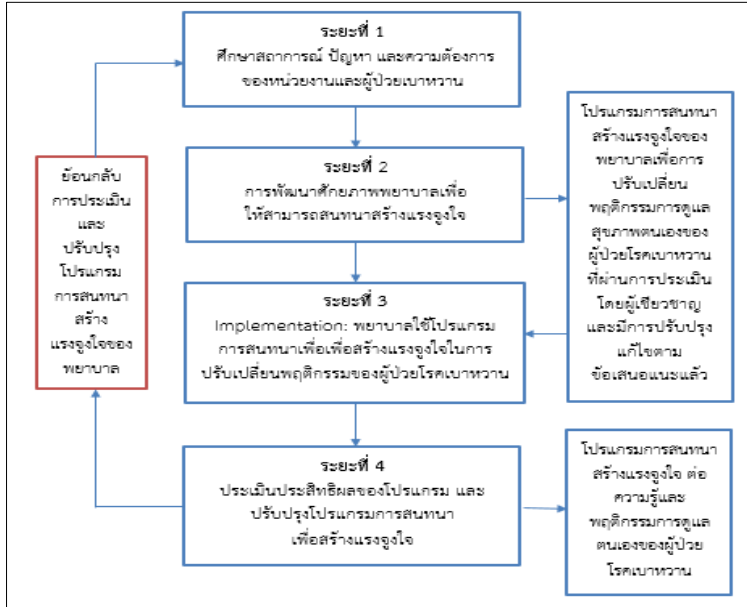 ระยะที่ 1
ศึกษาสถาการณ์ ปัญหา และความต้องการ
ของหน่วยงานและผู้ป่วยเบาหวาน
ระยะที่ 2
การพัฒนาศักยภาพพยาบาลเพื่อ
ให้สามารถสนทนาสร้างแรงจูงใจ
โปรแกรมการสนทนา
สร้างแรงจูงใจของ
พยาบาลเพื่อการ
ปรับเปลี่ยน
พฤติกรรมการดูแล
สุขภาพตนเองของ
ผู้ป่วยโรคเบาหวาน
ที่ผ่านการประเมิน
โดยผู้เชียวชาญ
และมีการปรับปรุง
แก้ไขตาม
ข้อเสนอแนะแล้ว
ระยะที่ 3
Implementation: พยาบาลใช้โปรแกรม
การสนทนาเพื่อเพื่อสร้างแรงจูงใจในการ
ปรับเปลี่ยนพฤติกรรมของผู้ป่วยโรคเบาหวาน
ระยะที่ 4
ประเมินประสิทธิผลของโปรแกรม และ
ปรับปรุงโปรแกรมการสนทนา
เพื่อสร้างแรงจูงใจ
โปรแกรมการสนทนา
สร้างแรงจูงใจ ต่อ
ความรู้และ
พฤติกรรมการดูแล
ตนเองของผู้ป่วย
โรคเบาหวาน
ย้อนกลับ
การประเมิน
และ
ปรับปรุง
โปรแกรม
การสนทนา
สร้าง
แรงจูงใจของ
พยาบาล